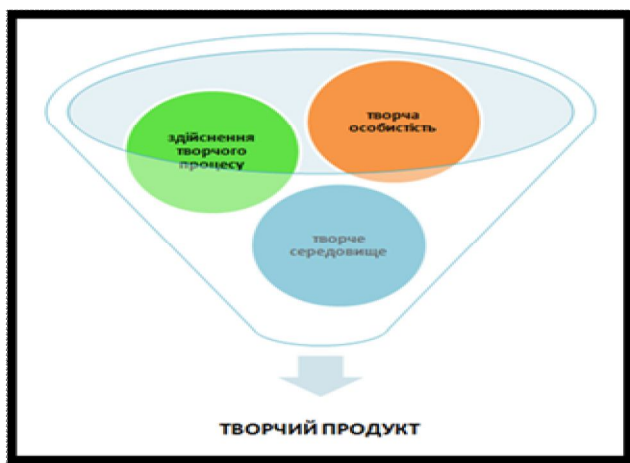 творча
особистість
здійснення
творчого
процесу
творче
середовище
ТВОРЧИЙ ПРОДУКТ